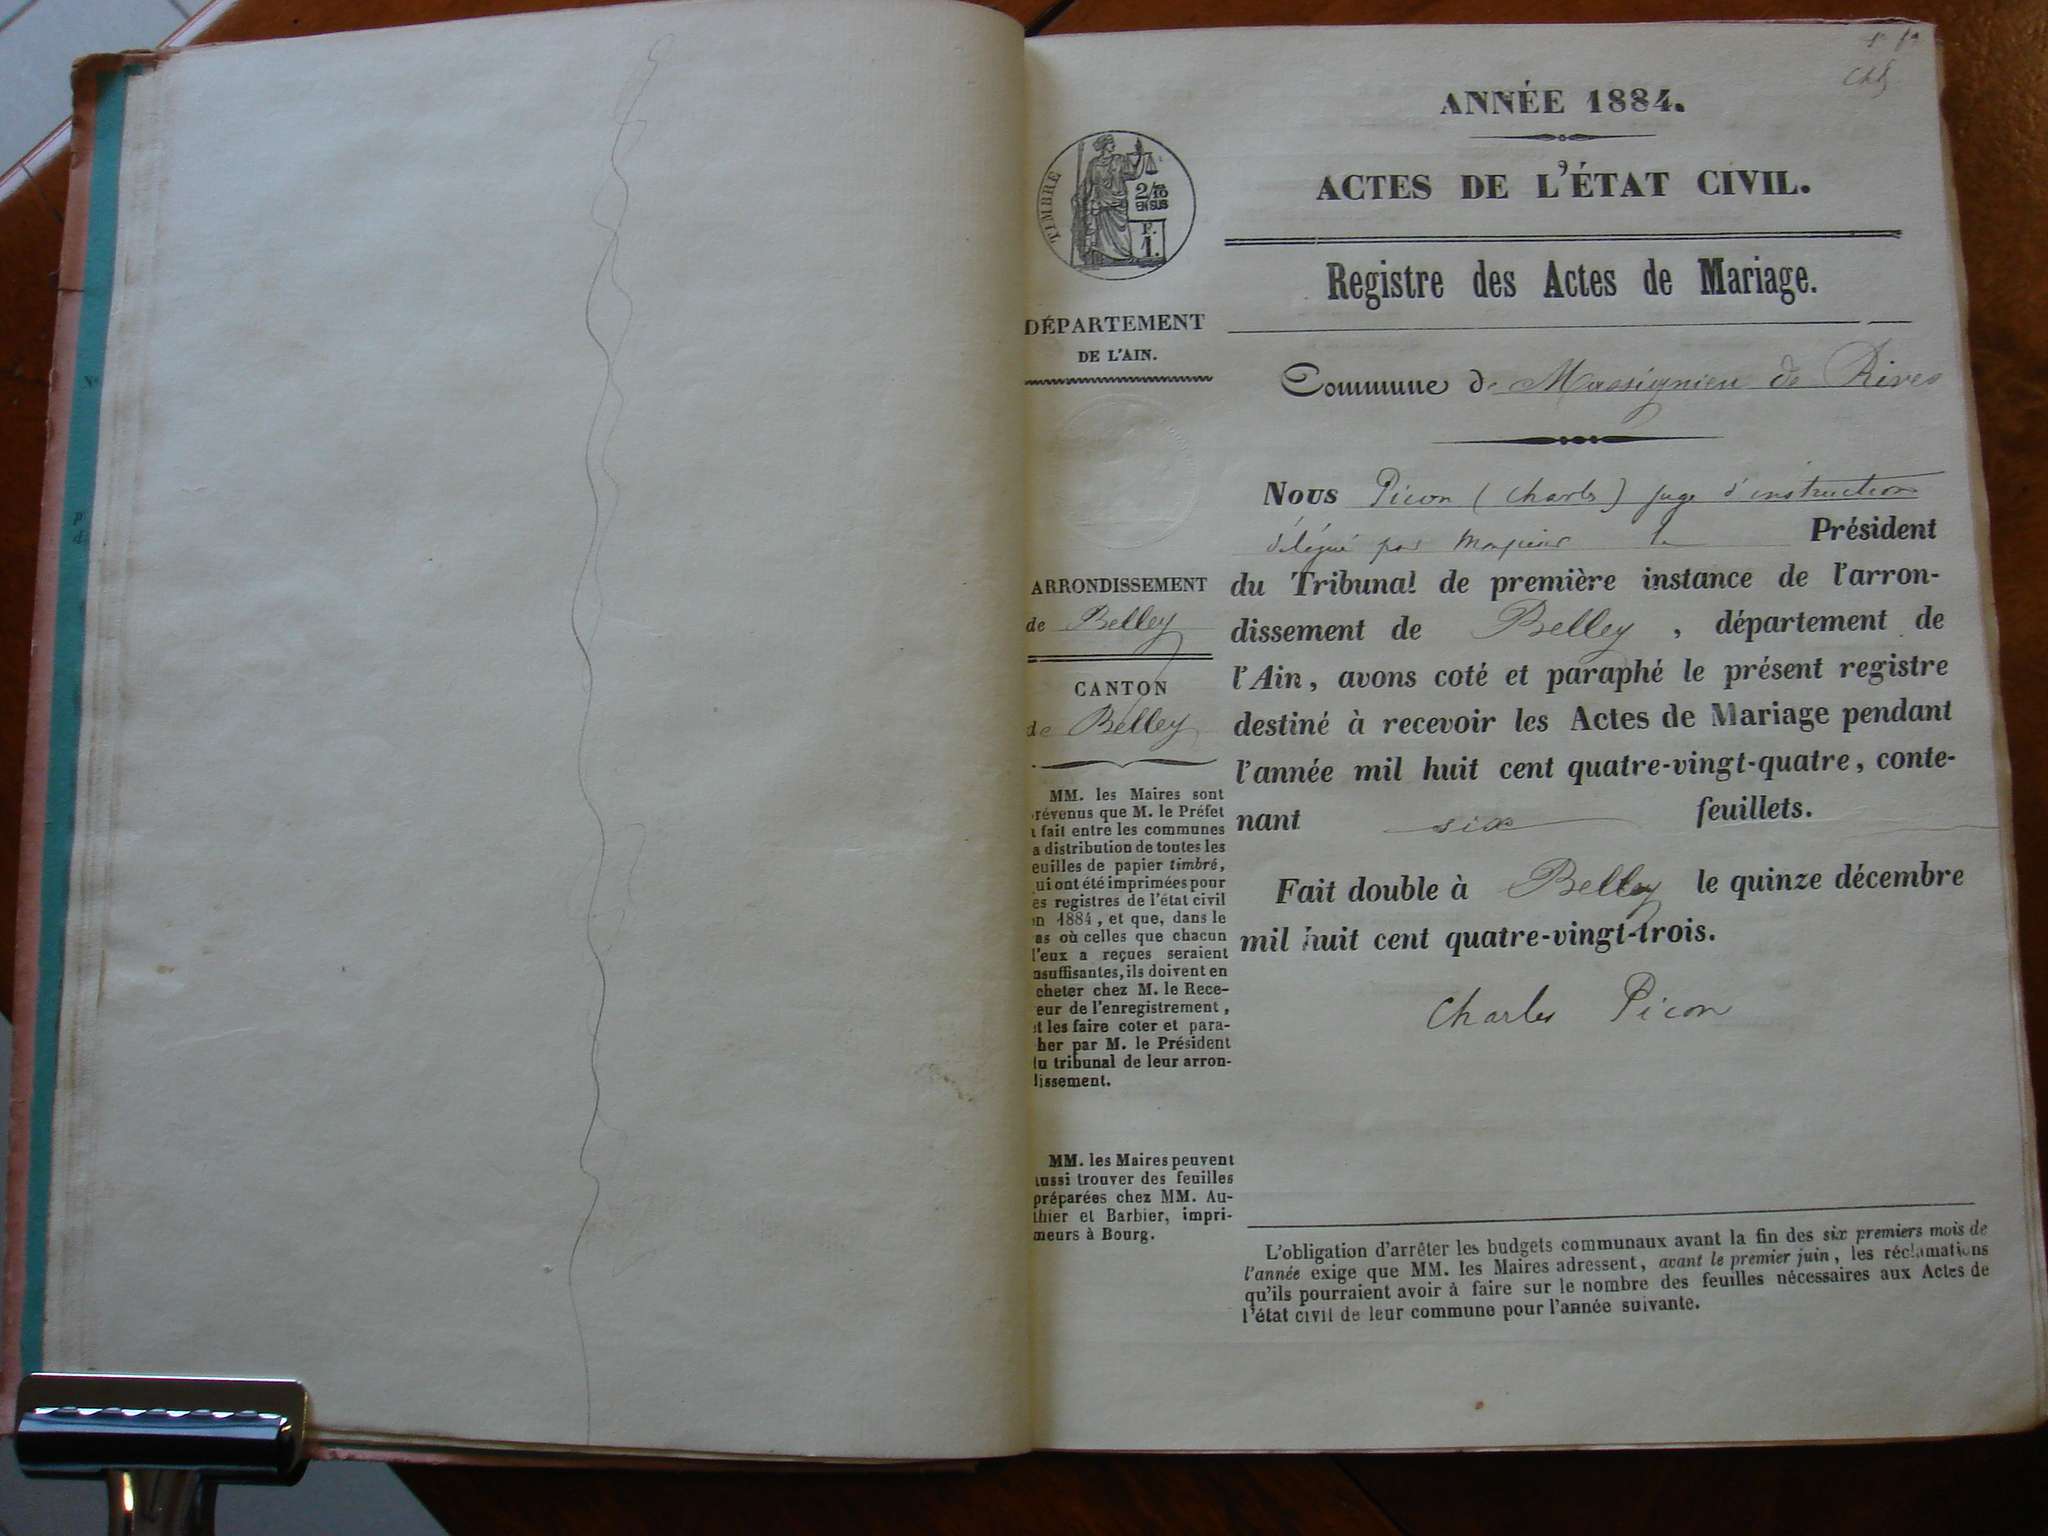 ANNÉE 1884.
ACTES DE L'ÉTAT CIVIL.
Registre des Actes de Mariage.
TIMBRE
2/10
EN SUS
F.
1.
DÉPARTEMENT
DE L'AIN.
Commune de Massignieu de Rives
Nous Picon (Charles) juge d'instruction
délégué par Monsieur le Président
du Tribunal de première instance de l'arron-
dissement de Belley, département de
l'Ain, avons coté et paraphé le présent registre
destiné à recevoir les Actes de Mariage pendant
l'année mil huit cent quatre-vingt-quatre, conte-
nant six feuillets.
Fait double à Belley le quinze décembre
mil huit cent quatre-vingt-trois.
Charles Picon
ARRONDISSEMENT
de Belley
CANTON
de Belley
MM. les Maires sont
révenus que M. le Préfet
a fait entre les communes
a distribution de toutes les
euilles de papier timbré,
ui ont été imprimées pour
es registres de l'état civil
en 1884, et que, dans le
as où celles que chacun
d'eux a reçues seraient
nsuffisantes, ils doivent en
cheter chez M. le Rece-
eur de l'enregistrement,
et les faire coter et para-
her par M. le Président
du tribunal de leur arron-
dissement.
MM. les Maires peuvent
aussi trouver des feuilles
préparées chez MM. Au-
thier et Barbier, impri-
meurs à Bourg.
L'obligation d'arrêter les budgets communaux avant la fin des six premiers mois de
l'année exige que MM. les Maires adressent, avant le premier juin, les réclamations
qu'ils pourraient avoir à faire sur le nombre des feuilles nécessaires aux Actes de
l'état civil de leur commune pour l'année suivante.